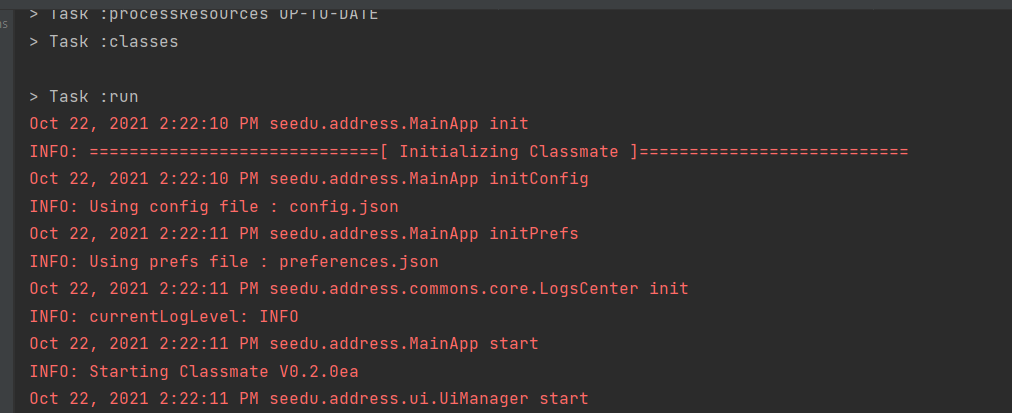 > Task :processResources UP-TO-DATE
as
> Task :classes
> Task :run
Oct 22, 2021 2:22:10 PM seedu.address.MainApp init
INFO: =============================[ Initializing Classmate ]===========================
Oct 22, 2021 2:22:10 PM seedu.address.MainApp initConfig
INFO: Using config file : config.json
Oct 22, 2021 2:22:11 PM seedu.address.MainApp initPrefs
INFO: Using prefs file : preferences.json
Oct 22, 2021 2:22:11 PM seedu.address.commons.core.LogsCenter init
INFO: currentLogLevel: INFO
Oct 22, 2021 2:22:11 PM seedu.address.MainApp start
INFO: Starting Classmate V0.2.0ea
Oct 22, 2021 2:22:11 PM seedu.address.ui.UiManager start